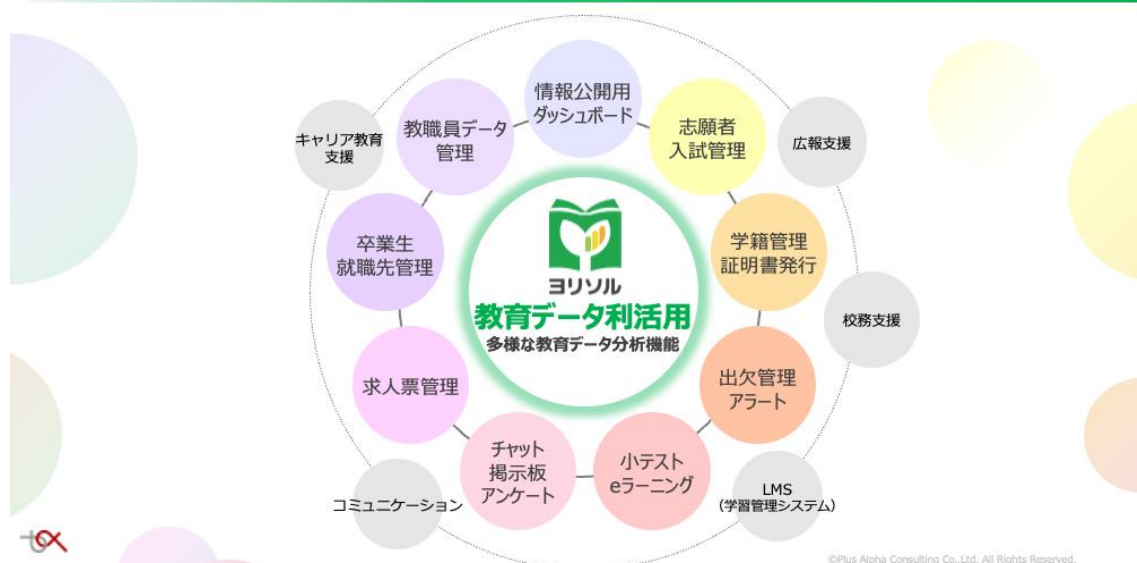 情報公開用
ダッシュボード
志願者
入試管理
広報支援
学籍管理
証明書発行
校務支援
出欠管理
アラート
LMS
(学習管理システム)
小テスト
eラーニング
チャット
掲示板
アンケート
コミュニケーション
求人票管理
卒業生
就職先管理
キャリア教育
支援
教職員データ
管理
ヨリソル
教育データ利活用
多様な教育データ分析機能
©Plus Alpha Consulting Co.,Ltd. All Rights Reserved.